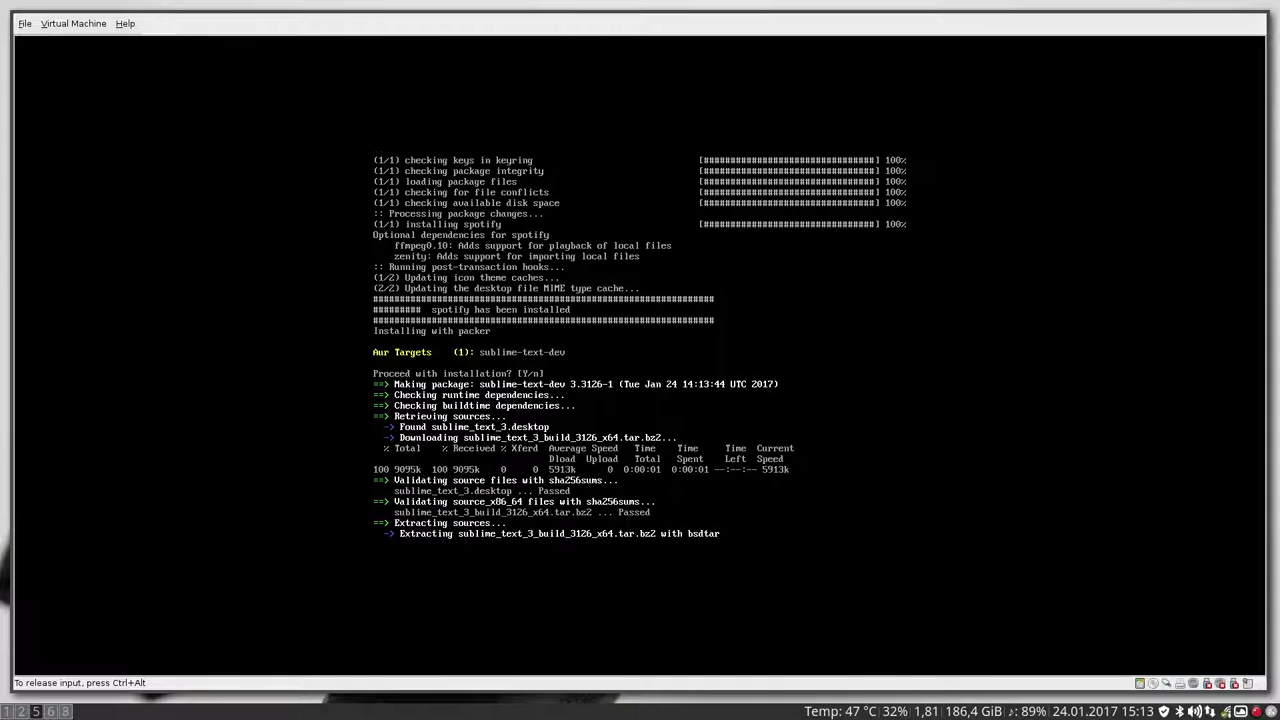 File Virtual Machine Help
(1/1) checking keys in keyring [################################] 100%
(1/1) checking package integrity [################################] 100%
(1/1) loading package files [################################] 100%
(1/1) checking for file conflicts [################################] 100%
(1/1) checking available disk space [################################] 100%
:: Processing package changes...
(1/1) installing spotify [################################] 100%
Optional dependencies for spotify
ffmpeg0.10: Adds support for playback of local files
zenity: Adds support for importing local files
:: Running post-transaction hooks...
(1/2) Updating icon theme caches...
(2/2) Updating the desktop file MIME type cache...
################################################################
######### spotify has been installed
################################################################
Installing with packer
Aur Targets (1): sublime-text-dev
Proceed with installation? [Y/n]
==> Making package: sublime-text-dev 3.3126-1 (Tue Jan 24 14:13:44 UTC 2017)
==> Checking runtime dependencies...
==> Checking buildtime dependencies...
==> Retrieving sources...
-> Found sublime_text_3.desktop
-> Downloading sublime_text_3_build_3126_x64.tar.bz2...
% Total % Received % Xferd Average Speed Time Time Time Current
Dload Upload Total Spent Left Speed
100 9095k 100 9095k 0 0 5913k 0 0:00:01 0:00:01 --:--:-- 5913k
==> Validating source files with sha256sums...
sublime_text_3.desktop ... Passed
==> Validating source_x86_64 files with sha256sums...
sublime_text_3_build_3126_x64.tar.bz2 ... Passed
==> Extracting sources...
-> Extracting sublime_text_3_build_3126_x64.tar.bz2 with bsdtar
To release input, press Ctrl+Alt
1 2 5 6 8 Temp: 47 °C 32% 1,81 186,4 GiB ♪: 89% 24.01.2017 15:13